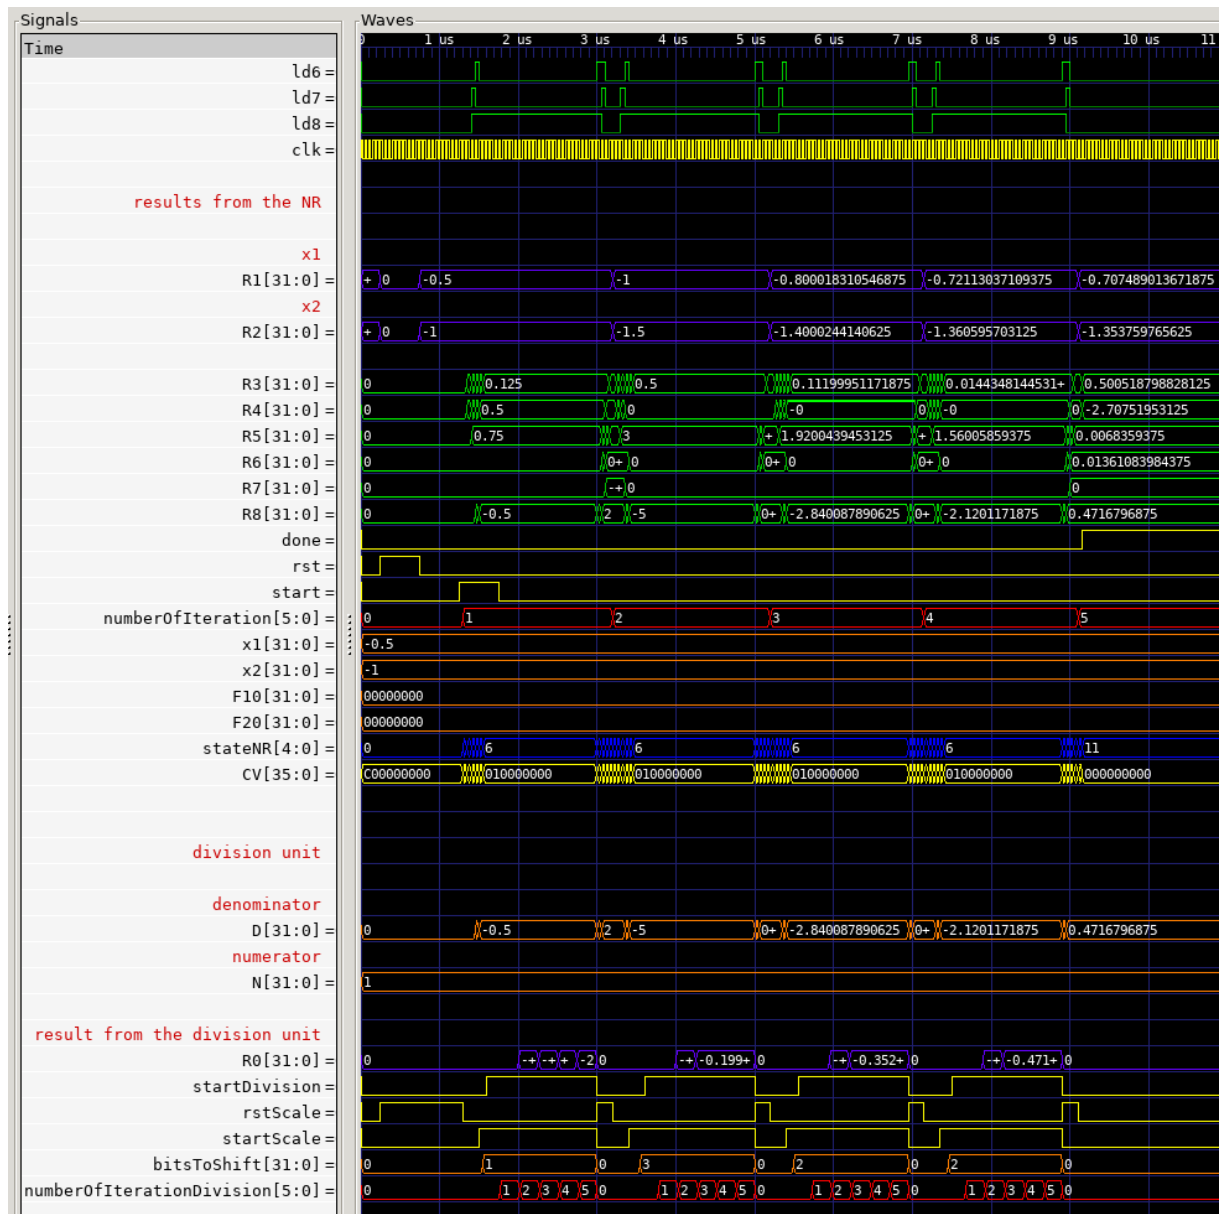 Signals Waves
Time 0 1 us 2 us 3 us 4 us 5 us 6 us 7 us 8 us 9 us 10 us 11
ld6 =
ld7 =
ld8 =
clk =
results from the NR
x1
R1[31:0] = + 0 -0.5 -1 -0.800018310546875 -0.72113037109375 -0.707489013671875
x2
R2[31:0] = + 0 -1 -1.5 -1.4000244140625 -1.360595703125 -1.353759765625
R3[31:0] = 0 0.125 0.5 0.11199951171875 0.0144348144531+ 0.500518798828125
R4[31:0] = 0 0.5 0 -0 0 -0 0 -2.70751953125
R5[31:0] = 0 0.75 3 + 1.9200439453125 + 1.56005859375 0.0068359375
R6[31:0] = 0 0+ 0 0+ 0 0+ 0 0.01361083984375
R7[31:0] = 0 -+ 0 0
R8[31:0] = 0 -0.5 2 -5 0+ -2.840087890625 0+ -2.1201171875 0.4716796875
done =
rst =
start =
numberOfIteration[5:0] = 0 1 2 3 4 5
x1[31:0] = -0.5
x2[31:0] = -1
F10[31:0] = 00000000
F20[31:0] = 00000000
stateNR[4:0] = 0 6 6 6 6 11
CV[35:0] = C00000000 010000000 010000000 010000000 010000000 000000000
division unit
denominator
D[31:0] = 0 -0.5 2 -5 0+ -2.840087890625 0+ -2.1201171875 0.4716796875
numerator
N[31:0] = 1
result from the division unit
R0[31:0] = 0 -+ -+ + -2 0 -+ -0.199+ 0 -+ -0.352+ 0 -+ -0.471+ 0
startDivision =
rstScale =
startScale =
bitsToShift[31:0] = 0 1 0 3 0 2 0 2 0
numberOfIterationDivision[5:0] = 0 1 2 3 4 5 0 1 2 3 4 5 0 1 2 3 4 5 0 1 2 3 4 5 0